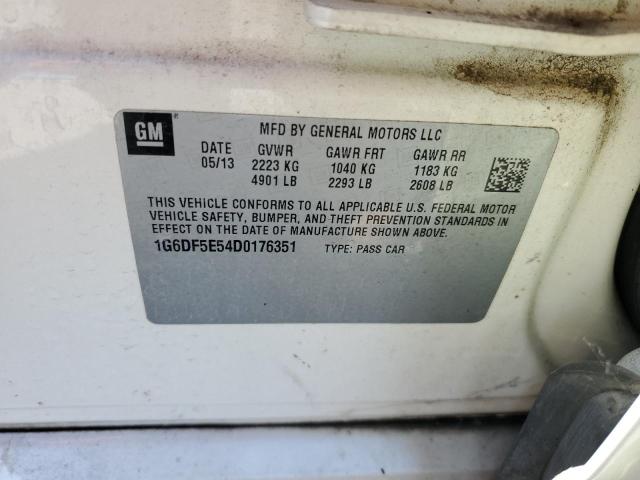 GM ®
MFD BY GENERAL MOTORS LLC
DATE GVWR GAWR FRT GAWR RR
05/13 2223 KG 1040 KG 1183 KG
4901 LB 2293 LB 2608 LB
THIS VEHICLE CONFORMS TO ALL APPLICABLE U.S. FEDERAL MOTOR
VEHICLE SAFETY, BUMPER, AND THEFT PREVENTION STANDARDS IN
EFFECT ON THE DATE OF MANUFACTURE SHOWN ABOVE.
1G6DF5E54D0176351 TYPE: PASS CAR